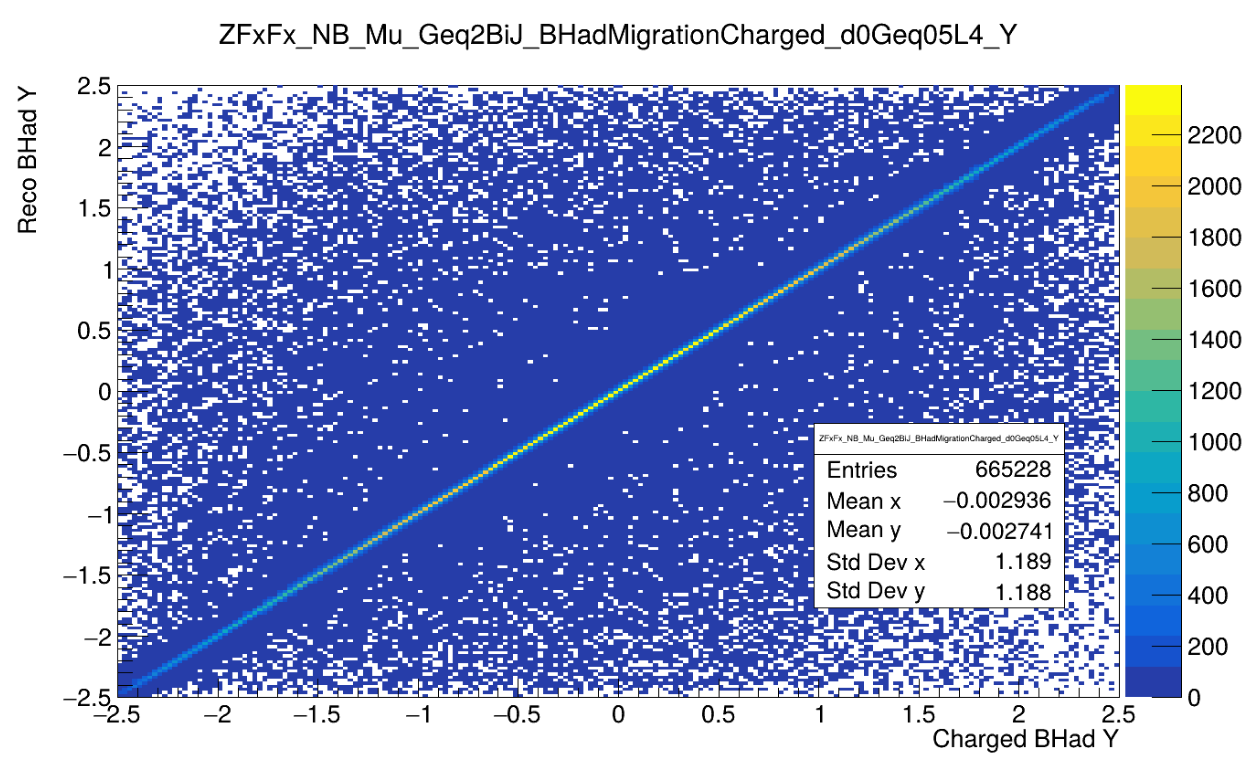 ZFxFx_NB_Mu_Geq2BiJ_BHadMigrationCharged_d0Geq05L4_Y
Reco BHad Y
2.5
2
1.5
1
0.5
0
−0.5
−1
−1.5
−2
−2.5
−2.5 −2 −1.5 −1 −0.5 0 0.5 1 1.5 2 2.5
Charged BHad Y
ZFxFx_NB_Mu_Geq2BiJ_BHadMigrationCharged_d0Geq05L4_Y
Entries 665228
Mean x −0.002936
Mean y −0.002741
Std Dev x 1.189
Std Dev y 1.188
2200
2000
1800
1600
1400
1200
1000
800
600
400
200
0